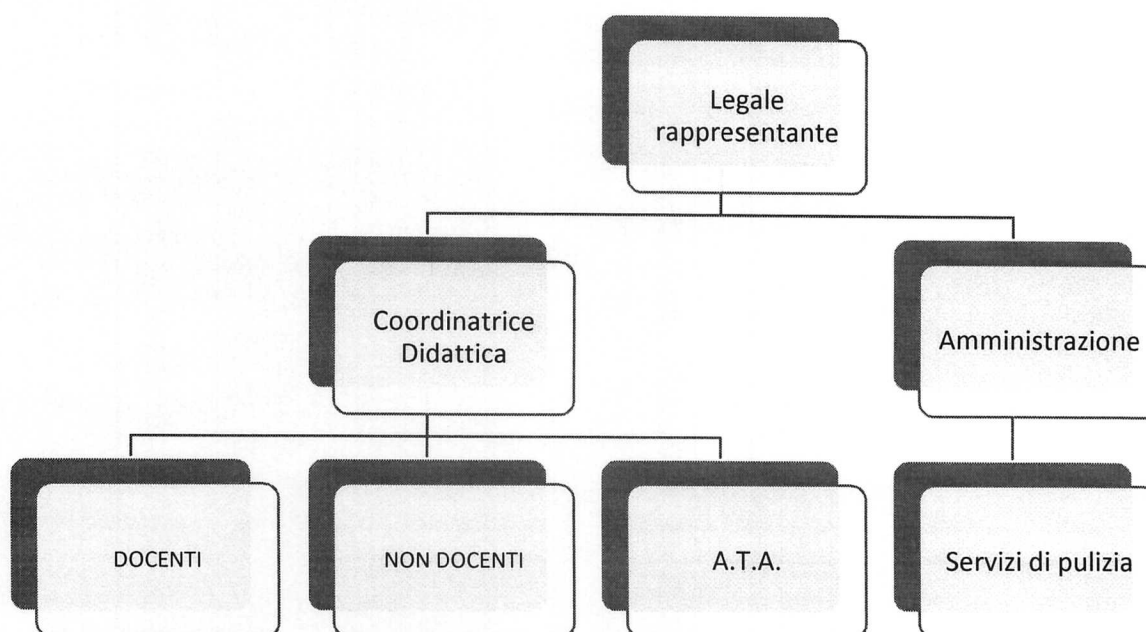 Legale
rappresentante
Coordinatrice
Didattica
Amministrazione
DOCENTI
NON DOCENTI
A.T.A.
Servizi di pulizia